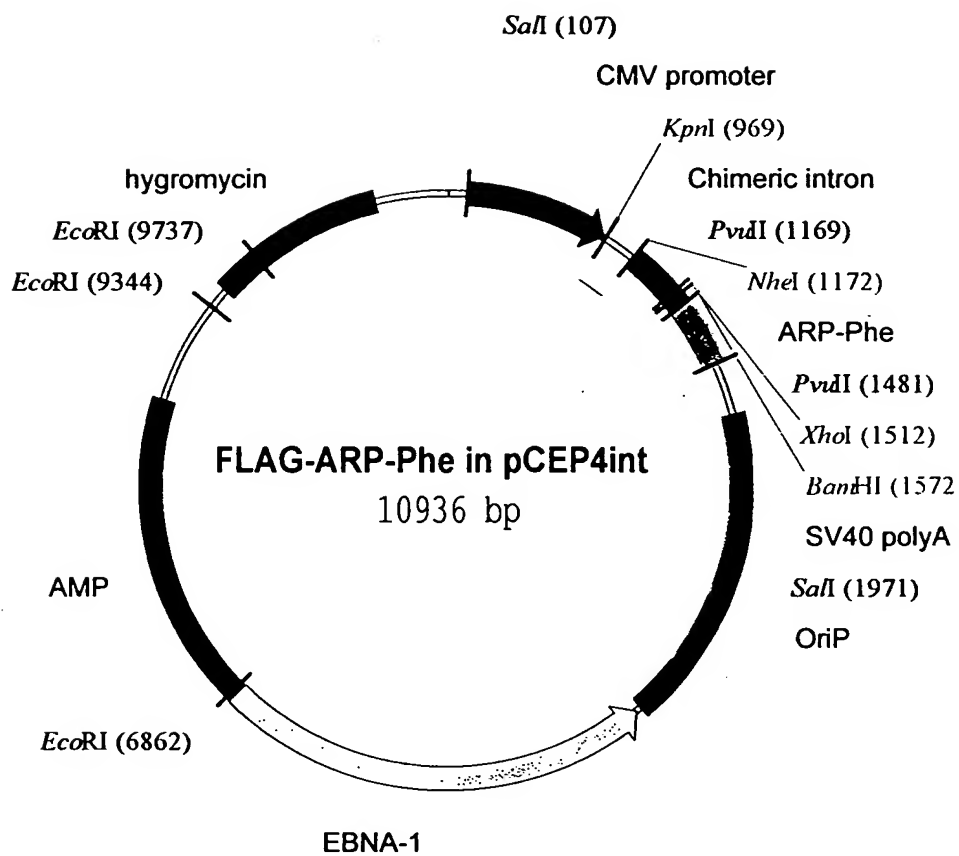 SalI (107)
CMV promoter
KpnI (969)
hygromycin
Chimeric intron
EcoRI (9737)
PvuII (1169)
EcoRI (9344)
NheI (1172)
ARP-Phe
PvuII (1481)
XhoI (1512)
FLAG-ARP-Phe in pCEP4int
BamHI (1572
10936 bp
SV40 polyA
AMP
SalI (1971)
OriP
EcoRI (6862)
EBNA-1